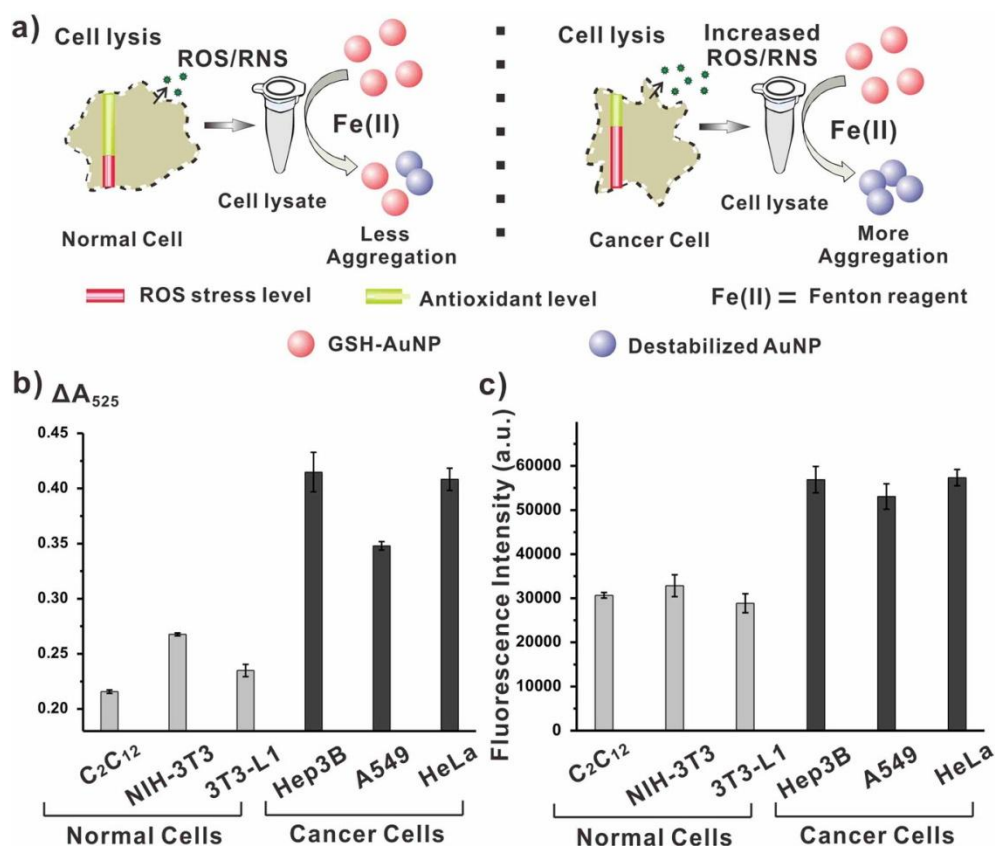 a)
Cell lysis
ROS/RNS
Fe(II)
Cell lysate
Normal Cell
Less
Aggregation
Cell lysis
Increased
ROS/RNS
Fe(II)
Cell lysate
Cancer Cell
More
Aggregation
ROS stress level
Antioxidant level
Fe(II) = Fenton reagent
GSH-AuNP
Destabilized AuNP
b)
ΔA₅₂₅
0.45
0.40
0.35
0.30
0.25
0.20
C₂C¹²
NIH-3T3
3T3-L1
Hep3B
A549
HeLa
Normal Cells
Cancer Cells
c)
Fluorescence Intensity (a.u.)
60000
50000
40000
30000
20000
10000
0
C₂C¹²
NIH-3T3
3T3-L1
Hep3B
A549
HeLa
Normal Cells
Cancer Cells